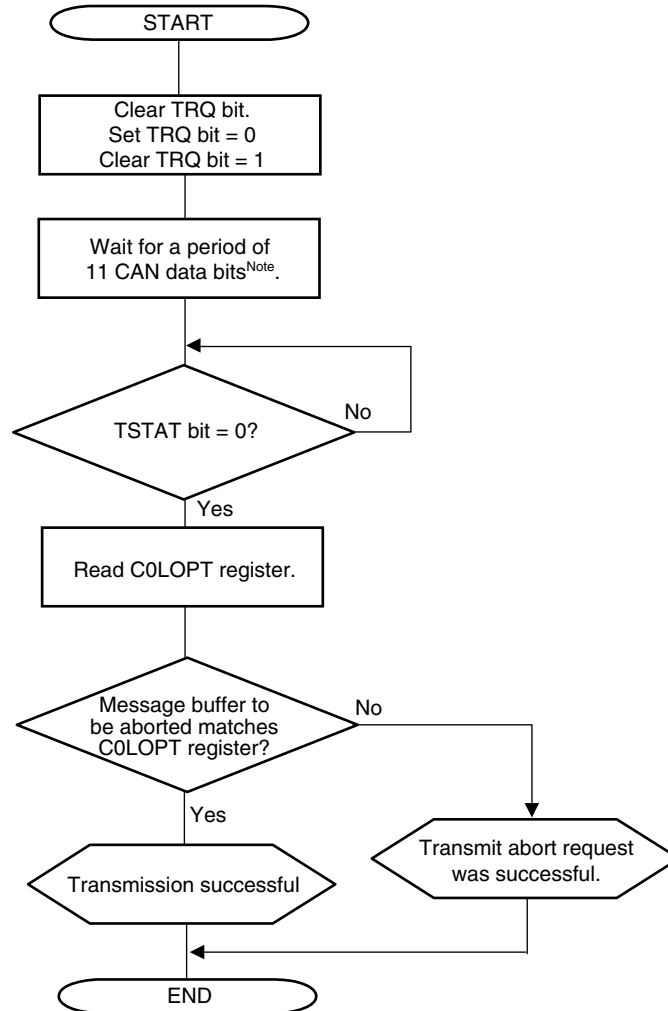 START
Clear TRQ bit.
Set TRQ bit = 0
Clear TRQ bit = 1
Wait for a period of
11 CAN data bitsNote.
TSTAT bit = 0?
No
Yes
Read C0LOPT register.
Message buffer to
be aborted matches
C0LOPT register?
No
Yes
Transmission successful
Transmit abort request
was successful.
END